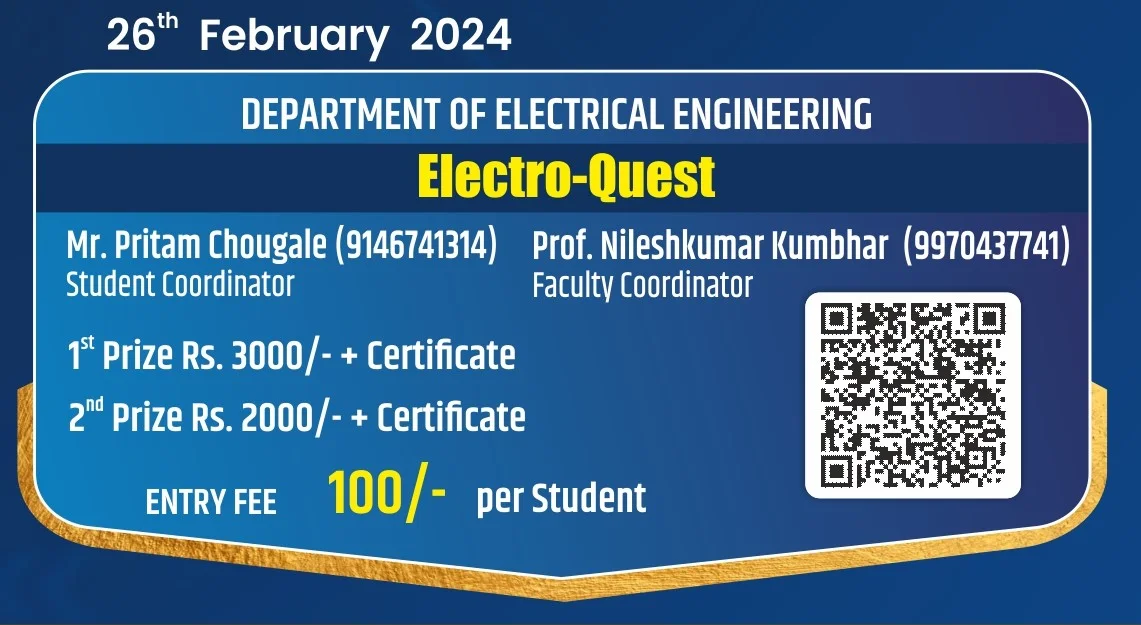 26th February 2024
DEPARTMENT OF ELECTRICAL ENGINEERING
Electro-Quest
Mr. Pritam Chougale (9146741314) Prof. Nileshkumar Kumbhar (9970437741)
Student Coordinator Faculty Coordinator
1st Prize Rs. 3000/- + Certificate
2nd Prize Rs. 2000/- + Certificate
ENTRY FEE 100/- per Student